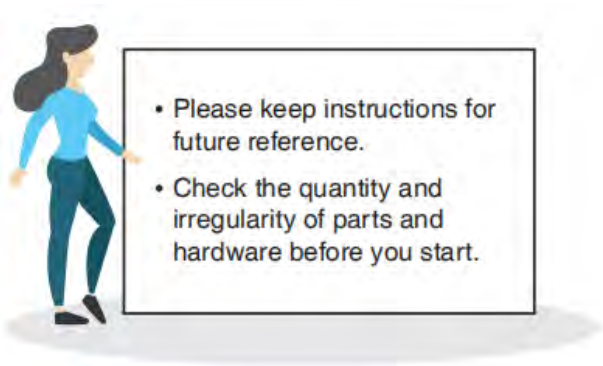 • Please keep instructions for
future reference.
• Check the quantity and
irregularity of parts and
hardware before you start.